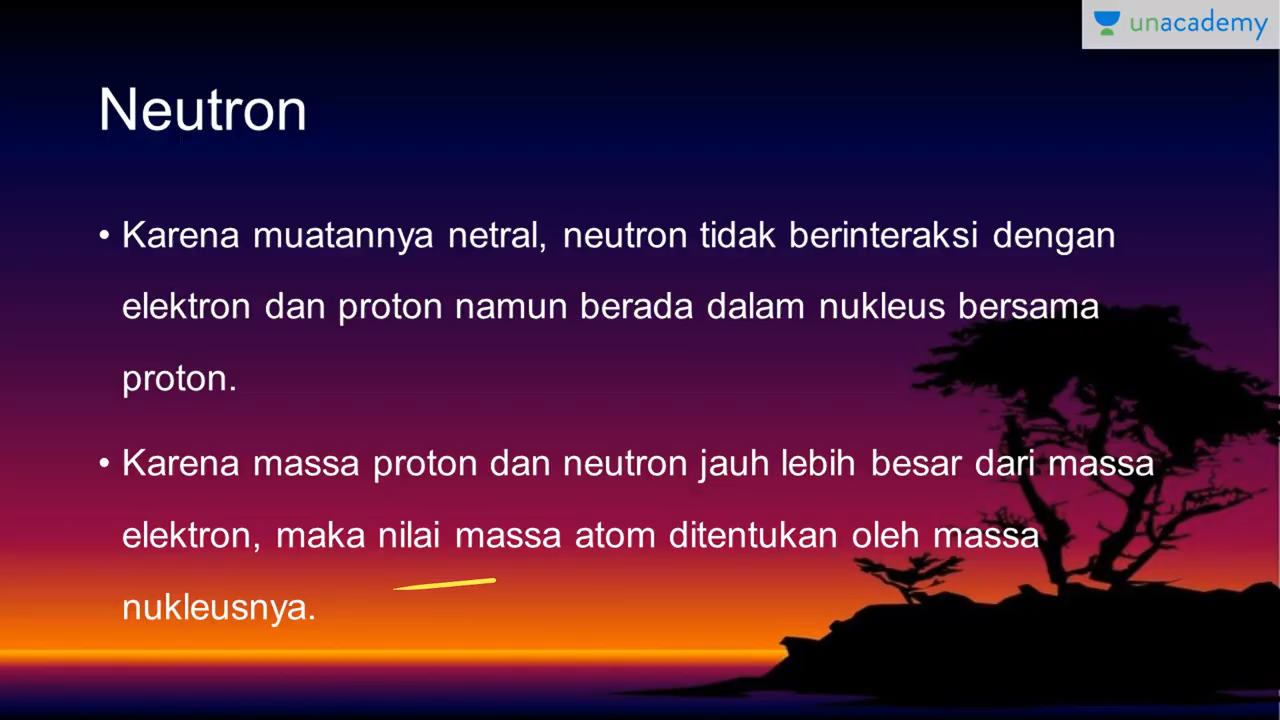 unacademy
Neutron
• Karena muatannya netral, neutron tidak berinteraksi dengan
elektron dan proton namun berada dalam nukleus bersama
proton.
• Karena massa proton dan neutron jauh lebih besar dari massa
elektron, maka nilai massa atom ditentukan oleh massa
nukleusnya.